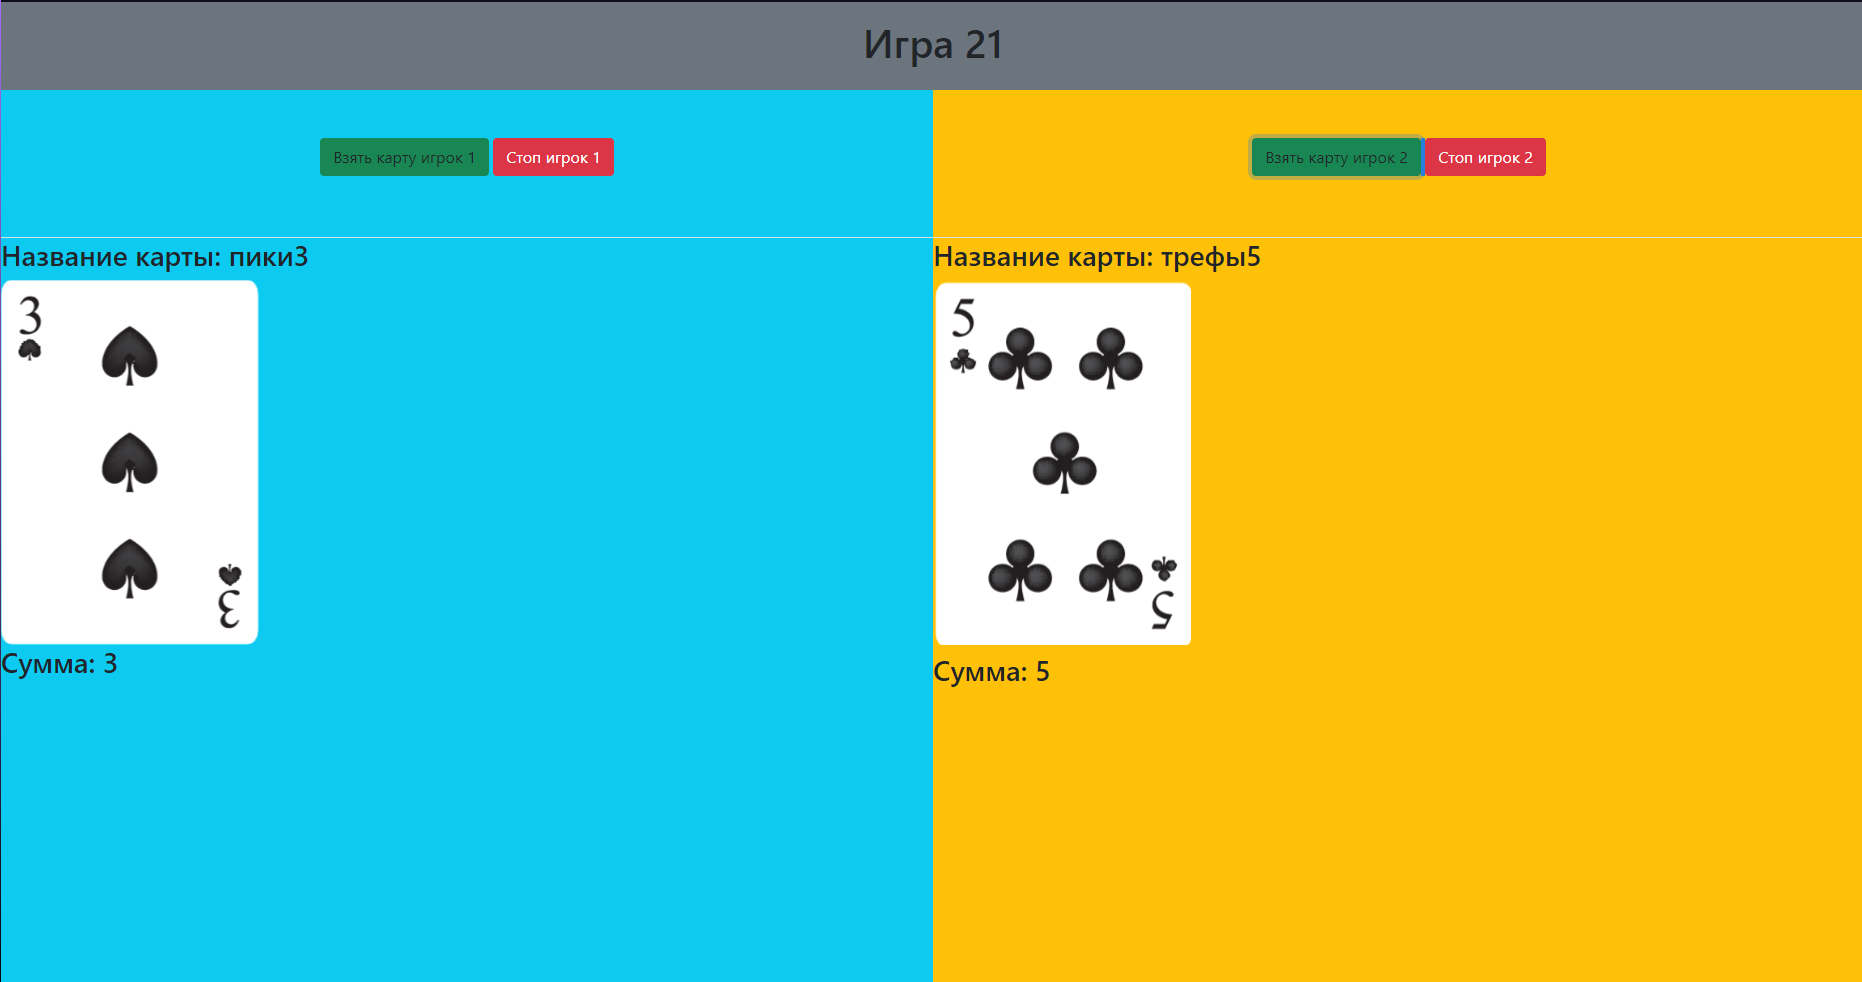 Игра 21
Взять карту игрок 1 Стоп игрок 1
Взять карту игрок 2 Стоп игрок 2
Название карты: пики3
3
3
Сумма: 3
Название карты: трефы5
5
5
Сумма: 5